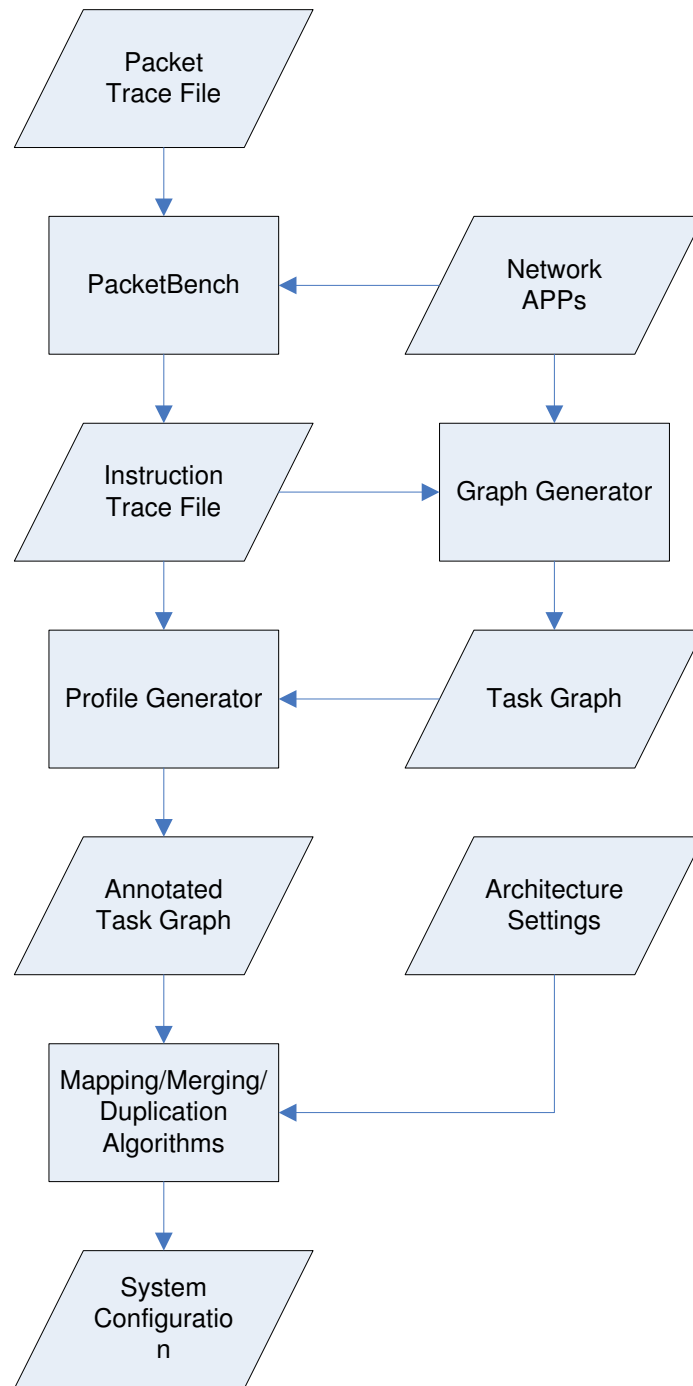 Packet
Trace File
PacketBench
Network
APPs
Instruction
Trace File
Graph Generator
Profile Generator
Task Graph
Annotated
Task Graph
Architecture
Settings
Mapping/Merging/
Duplication
Algorithms
System
Configuratio
n